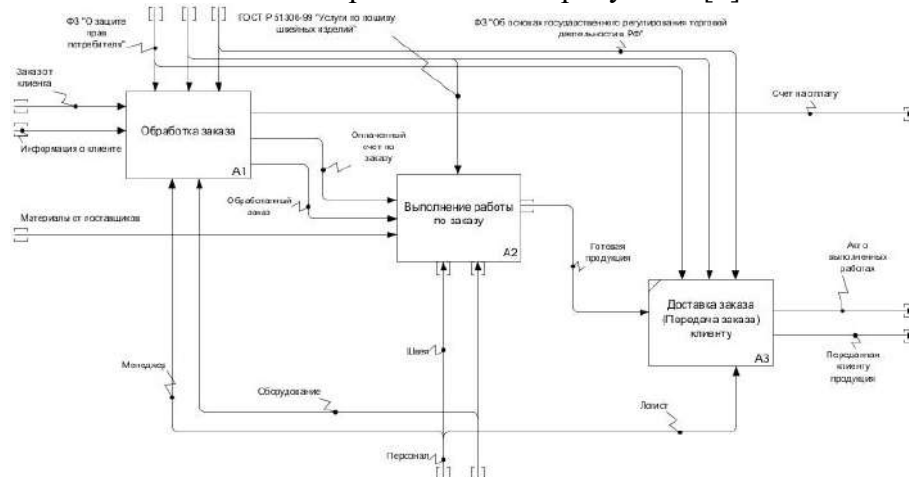 ФЗ "О защите
прав
потребителя"
ГОСТ Р 51306-99 "Услуги по пошиву
швейных изделий"
ФЗ "Об основах государственного регулирования торговой
деятельности в РФ"
Заказ от
клиента
Информация о клиенте
Обработка заказа
A1
Счет на оплату
Оплаченный
счет по
заказу
Обработанный
заказ
Материалы от поставщиков
Выполнение работы
по заказу
A2
Готовая
продукция
Акт о
выполненных
работах
Доставка заказа
(Передача заказа)
клиенту
A3
Переданная
клиенту
продукция
Швея
Менеджер
Оборудование
Логист
Персонал